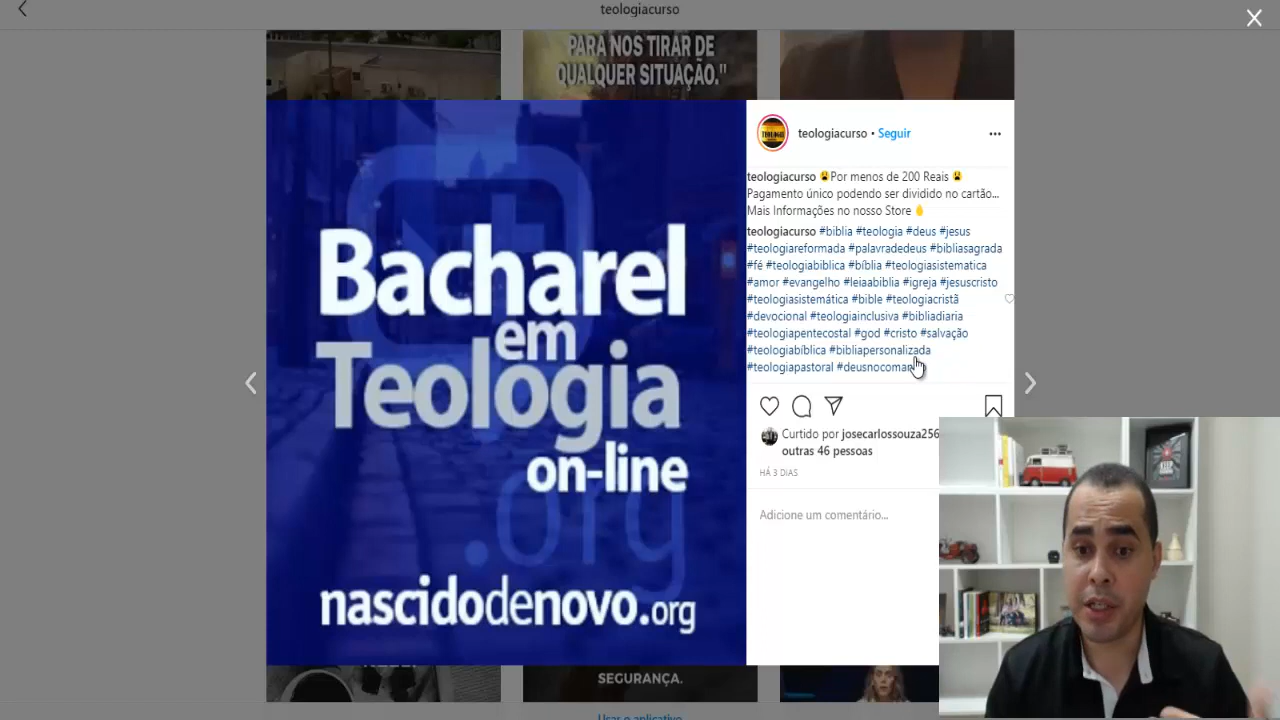 teologiacurso
PARA NOS TIRAR DE
QUALQUER SITUAÇÃO."
Bacharel
em
Teologia
on-line
.org
nascidodenovo.org
teologiacurso • Seguir
teologiacurso 😫Por menos de 200 Reais 😫
Pagamento único podendo ser dividido no cartão...
Mais Informações no nosso Store
teologiacurso #biblia #teologia #deus #jesus
#teologiareformada #palavradedeus #bibliasagrada
#fé #teologiabiblica #bíblia #teologiasistematica
#amor #evangelho #leiaabiblia #igreja #jesuscristo
#teologiasistemática #bible #teologiacristã
#devocional #teologiainclusiva #bibliadiaria
#teologiapentecostal #god #cristo #salvação
#teologiabíblica #bibliapersonalizada
#teologiapastoral
Curtido por josecarlossouza256
outras 46 pessoas
HÁ 3 DIAS
Adicione um comentário...
SEGURANÇA.
Usar o aplicativo